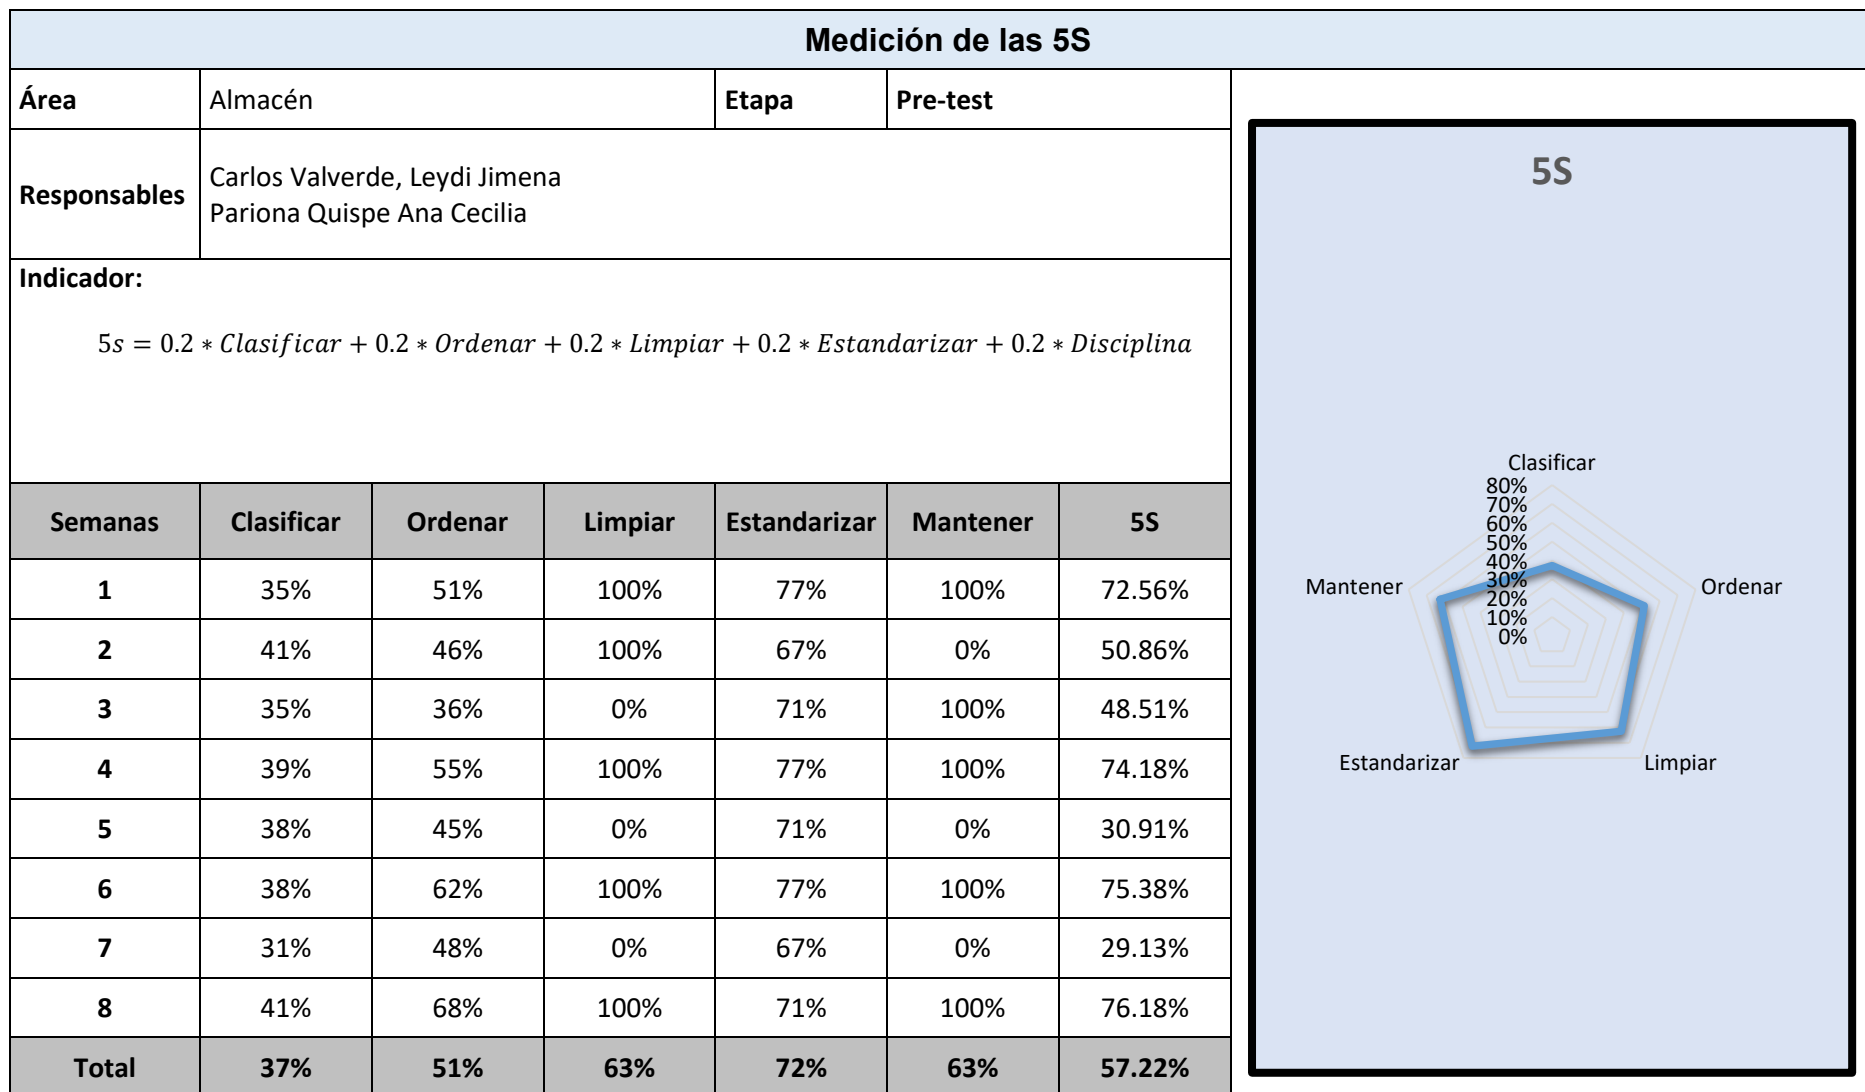 Medición de las 5S
Área Almacén Etapa Pre-test
Responsables Carlos Valverde, Leydi Jimena
Pariona Quispe Ana Cecilia
Indicador:
5s = 0.2 * Clasificar + 0.2 * Ordenar + 0.2 * Limpiar + 0.2 * Estandarizar + 0.2 * Disciplina
Semanas Clasificar Ordenar Limpiar Estandarizar Mantener 5S
1 35% 51% 100% 77% 100% 72.56%
2 41% 46% 100% 67% 0% 50.86%
3 35% 36% 0% 71% 100% 48.51%
4 39% 55% 100% 77% 100% 74.18%
5 38% 45% 0% 71% 0% 30.91%
6 38% 62% 100% 77% 100% 75.38%
7 31% 48% 0% 67% 0% 29.13%
8 41% 68% 100% 71% 100% 76.18%
Total 37% 51% 63% 72% 63% 57.22%
5S
Clasificar
80%
70%
60%
50%
40%
30%
20%
10%
0%
Mantener
Ordenar
Estandarizar
Limpiar